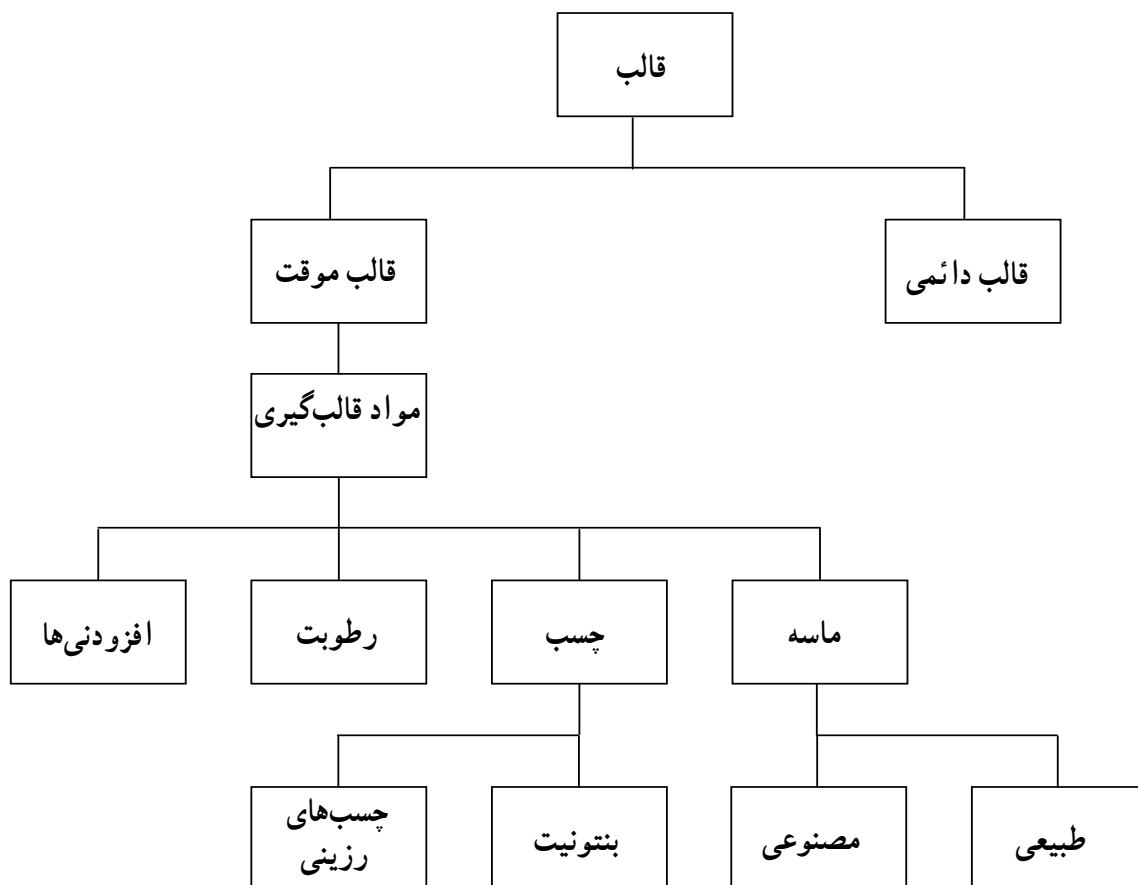 قالب
قالب دائمی
قالب موقت
مواد قالب‌گیری
ماسه
چسب
رطوبت
افزودنی‌ها
طبیعی
مصنوعی
بنتونیت
چسب‌های
رزینی